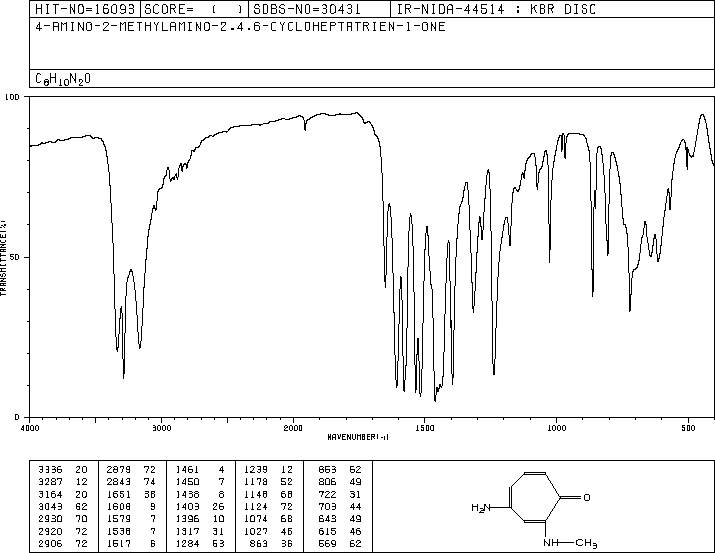 HIT-NO=16093 SCORE= ( ) SDBS-NO=30431 IR-NIDA-44514 : KBR DISC
4-AMINO-2-METHYLAMINO-2,4,6-CYCLOHEPTATRIEN-1-ONE
C8H10N2O
100
50
0
TRANSMITTANCE(%)
4000 3000 2000 1500 1000 500
WAVENUMBER(-1)
3336 20 2879 72 1461 4 1239 12 853 62
3287 12 2843 74 1450 7 1178 52 806 49
3164 20 1651 38 1438 8 1148 68 722 31
3043 62 1608 9 1403 26 1124 72 703 44
2930 70 1579 7 1396 10 1074 68 643 49
2920 72 1538 7 1317 31 1027 46 615 46
2906 72 1517 6 1284 53 863 36 569 62
O
H2N
NH CH3